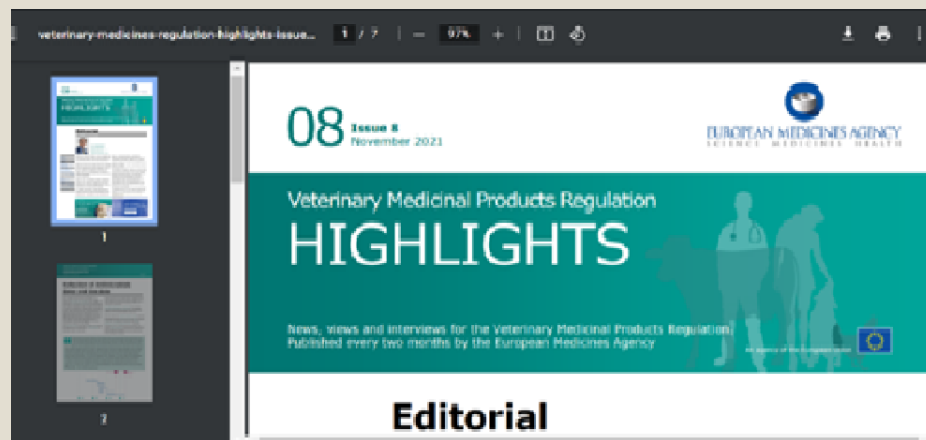 veterinary-medicines-regulation-highlights-issue...
1 / 7
97%
HIGHLIGHTS
1
2
08
Issue 8
November 2021
EUROPEAN MEDICINES AGENCY
SCIENCE MEDICINES HEALTH
Veterinary Medicinal Products Regulation
HIGHLIGHTS
News, views and interviews for the Veterinary Medicinal Products Regulation
Published every two months by the European Medicines Agency
An agency of the European Union
Editorial